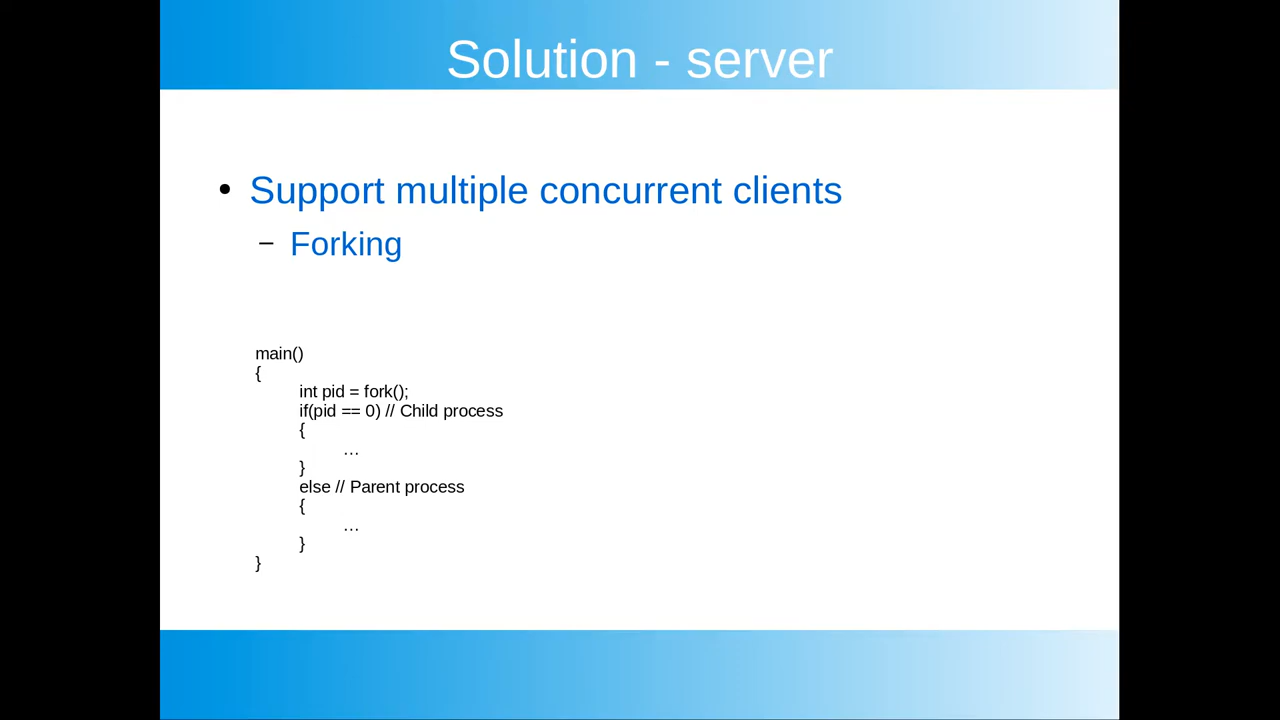 Solution - server
• Support multiple concurrent clients
– Forking
main()
{
int pid = fork();
if(pid == 0) // Child process
{
...
}
else // Parent process
{
...
}
}